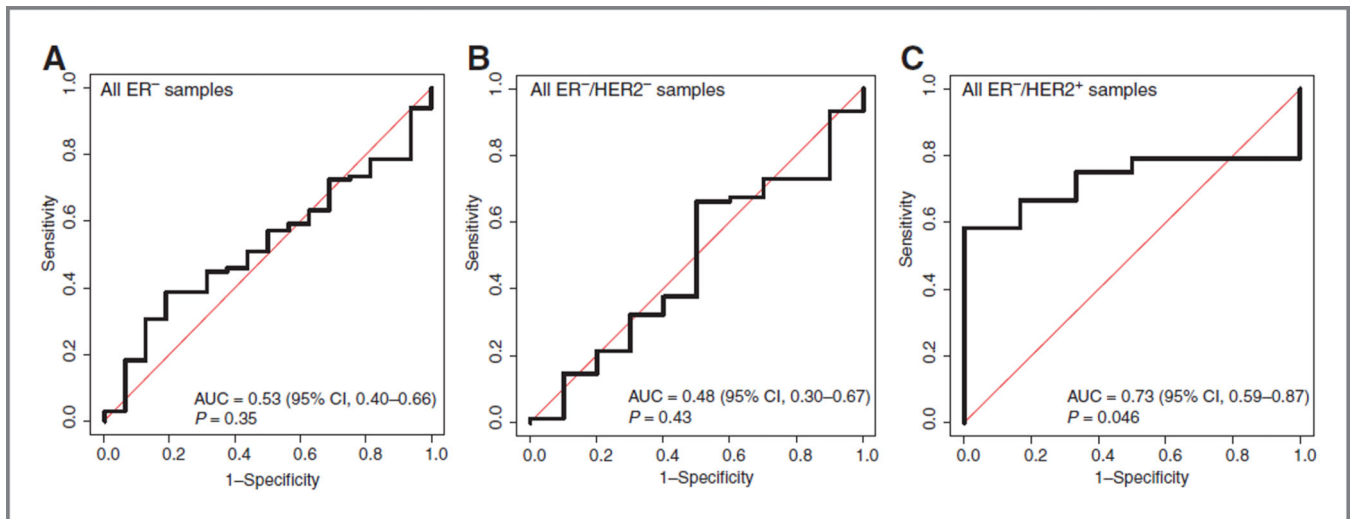 A
All ER⁻ samples
Sensitivity
1.0
0.8
0.6
0.4
0.2
0.0
AUC = 0.53 (95% CI, 0.40–0.66)
P = 0.35
0.0 0.2 0.4 0.6 0.8 1.0
1–Specificity
B
All ER⁻/HER2⁻ samples
Sensitivity
1.0
0.8
0.6
0.4
0.2
0.0
AUC = 0.48 (95% CI, 0.30–0.67)
P = 0.43
0.0 0.2 0.4 0.6 0.8 1.0
1–Specificity
C
All ER⁻/HER2⁺ samples
Sensitivity
1.0
0.8
0.6
0.4
0.2
0.0
AUC = 0.73 (95% CI, 0.59–0.87)
P = 0.046
0.0 0.2 0.4 0.6 0.8 1.0
1–Specificity